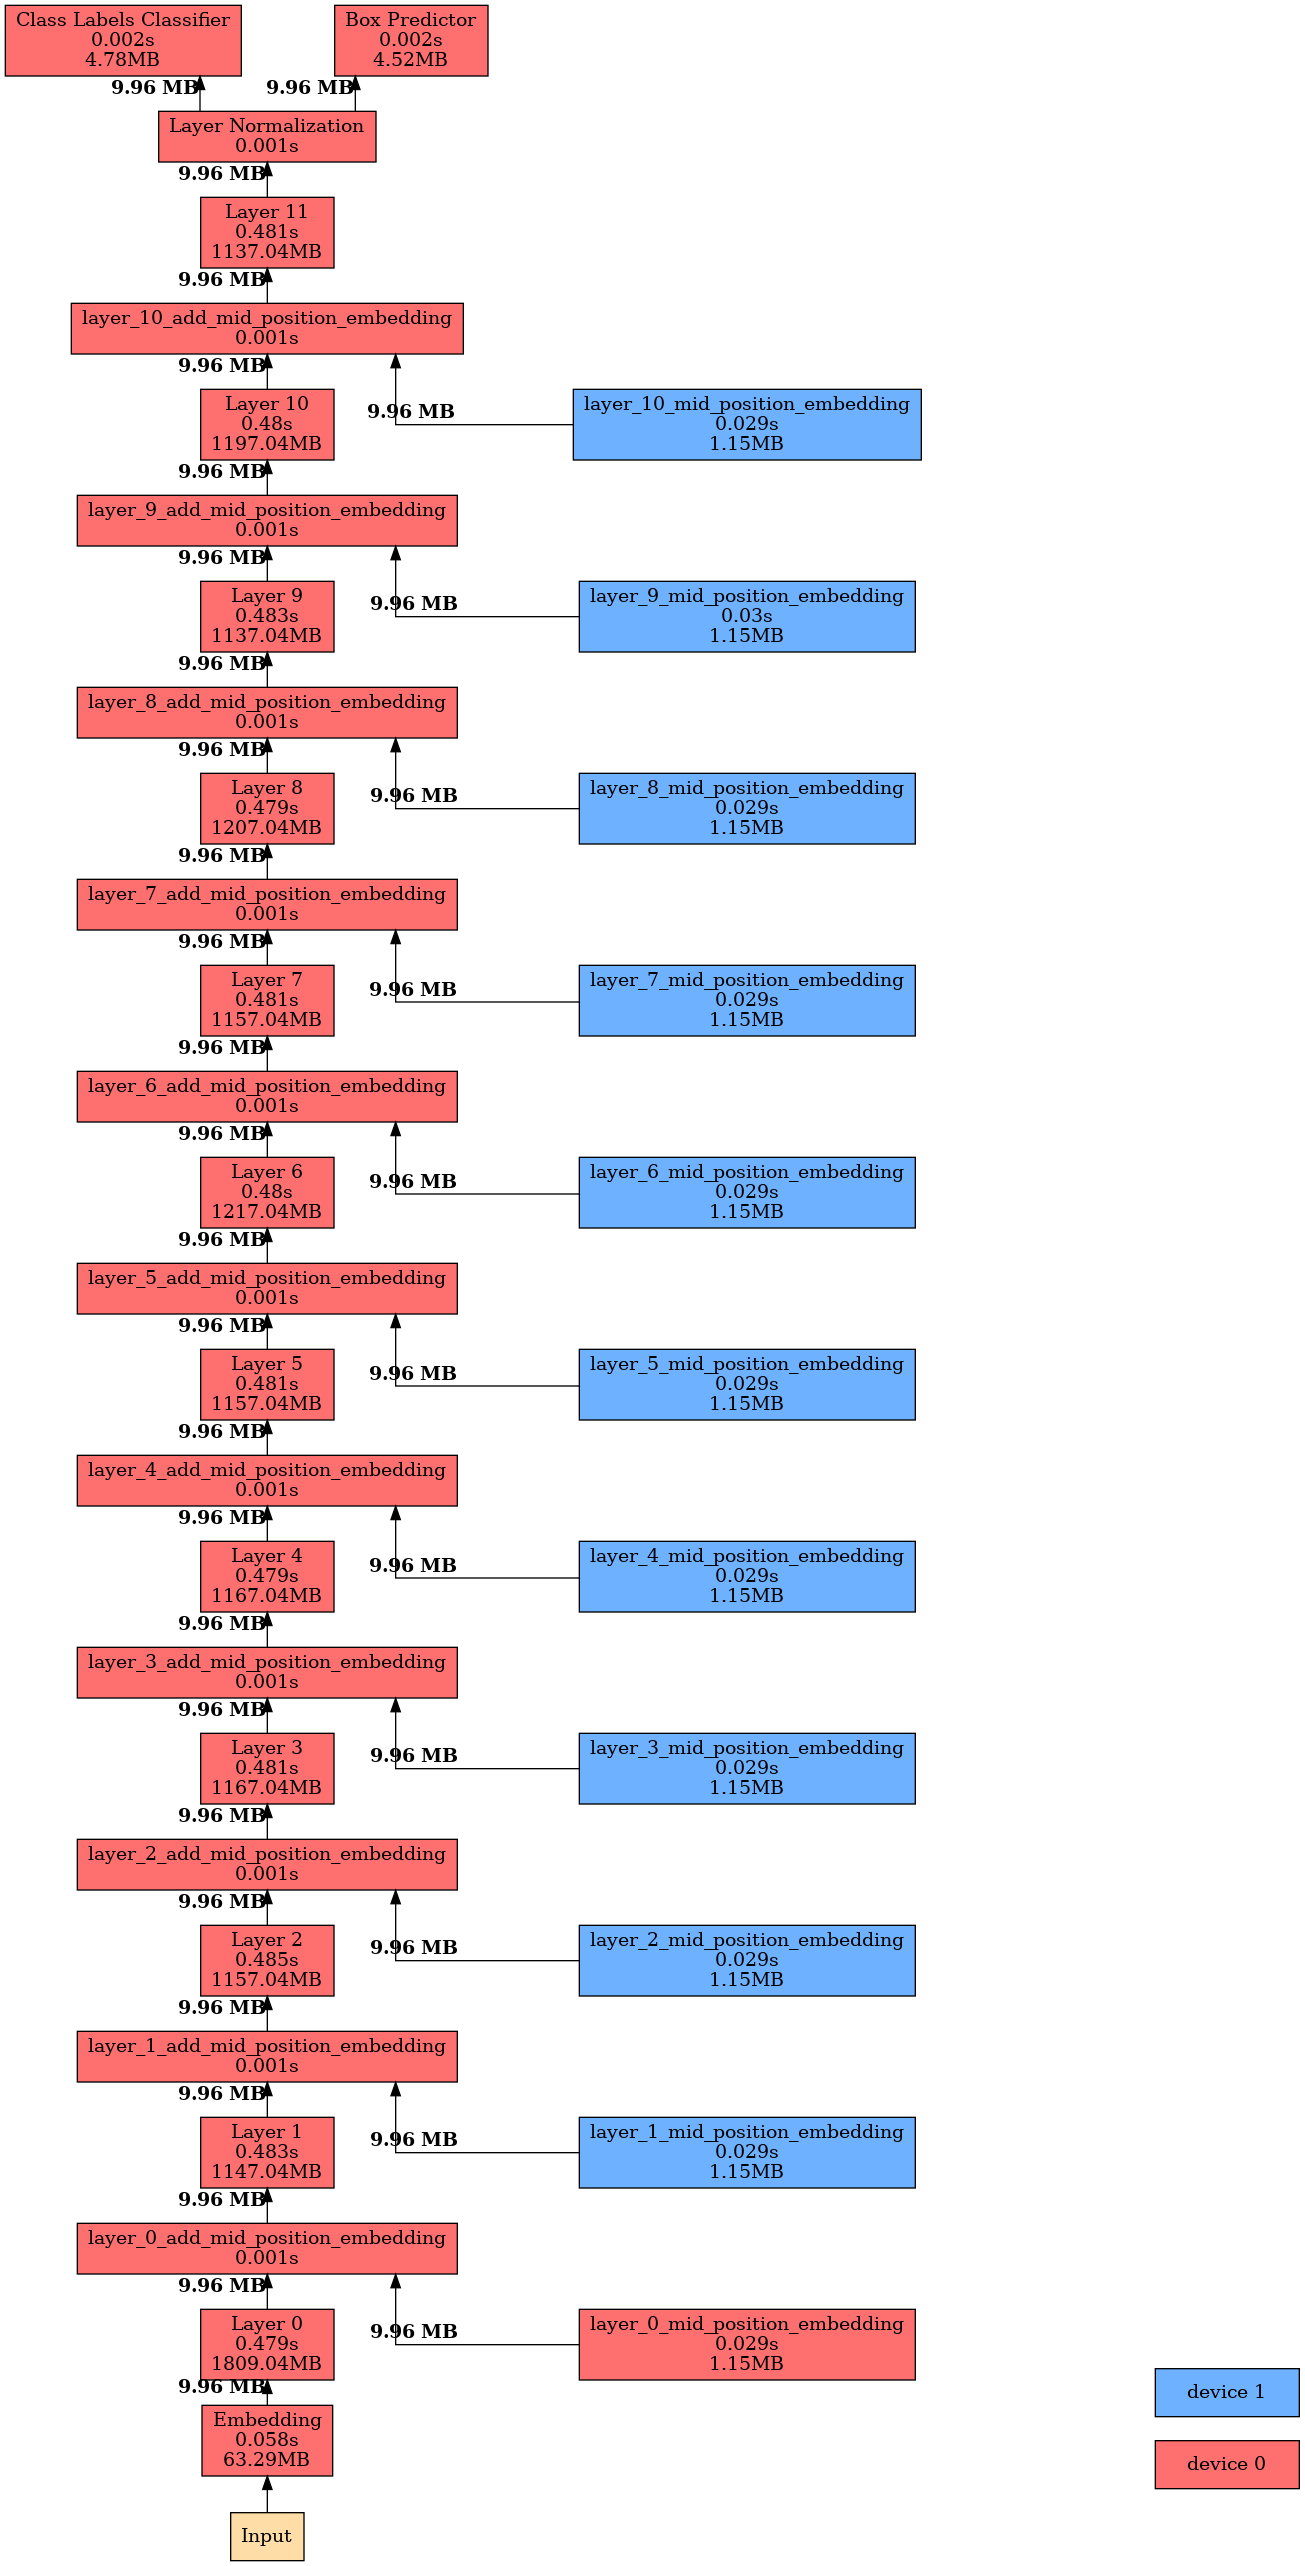 Class Labels Classifier
0.002s
4.78MB
Box Predictor
0.002s
4.52MB
9.96 MB
9.96 MB
Layer Normalization
0.001s
9.96 MB
Layer 11
0.481s
1137.04MB
9.96 MB
layer_10_add_mid_position_embedding
0.001s
9.96 MB
Layer 10
0.48s
1197.04MB
9.96 MB
layer_10_mid_position_embedding
0.029s
1.15MB
9.96 MB
layer_9_add_mid_position_embedding
0.001s
9.96 MB
Layer 9
0.483s
1137.04MB
9.96 MB
layer_9_mid_position_embedding
0.03s
1.15MB
9.96 MB
layer_8_add_mid_position_embedding
0.001s
9.96 MB
Layer 8
0.479s
1207.04MB
9.96 MB
layer_8_mid_position_embedding
0.029s
1.15MB
9.96 MB
layer_7_add_mid_position_embedding
0.001s
9.96 MB
Layer 7
0.481s
1157.04MB
9.96 MB
layer_7_mid_position_embedding
0.029s
1.15MB
9.96 MB
layer_6_add_mid_position_embedding
0.001s
9.96 MB
Layer 6
0.48s
1217.04MB
9.96 MB
layer_6_mid_position_embedding
0.029s
1.15MB
9.96 MB
layer_5_add_mid_position_embedding
0.001s
9.96 MB
Layer 5
0.481s
1157.04MB
9.96 MB
layer_5_mid_position_embedding
0.029s
1.15MB
9.96 MB
layer_4_add_mid_position_embedding
0.001s
9.96 MB
Layer 4
0.479s
1167.04MB
9.96 MB
layer_4_mid_position_embedding
0.029s
1.15MB
9.96 MB
layer_3_add_mid_position_embedding
0.001s
9.96 MB
Layer 3
0.481s
1167.04MB
9.96 MB
layer_3_mid_position_embedding
0.029s
1.15MB
9.96 MB
layer_2_add_mid_position_embedding
0.001s
9.96 MB
Layer 2
0.485s
1157.04MB
9.96 MB
layer_2_mid_position_embedding
0.029s
1.15MB
9.96 MB
layer_1_add_mid_position_embedding
0.001s
9.96 MB
Layer 1
0.483s
1147.04MB
9.96 MB
layer_1_mid_position_embedding
0.029s
1.15MB
9.96 MB
layer_0_add_mid_position_embedding
0.001s
9.96 MB
Layer 0
0.479s
1809.04MB
9.96 MB
layer_0_mid_position_embedding
0.029s
1.15MB
9.96 MB
Embedding
0.058s
63.29MB
Input
device 1
device 0